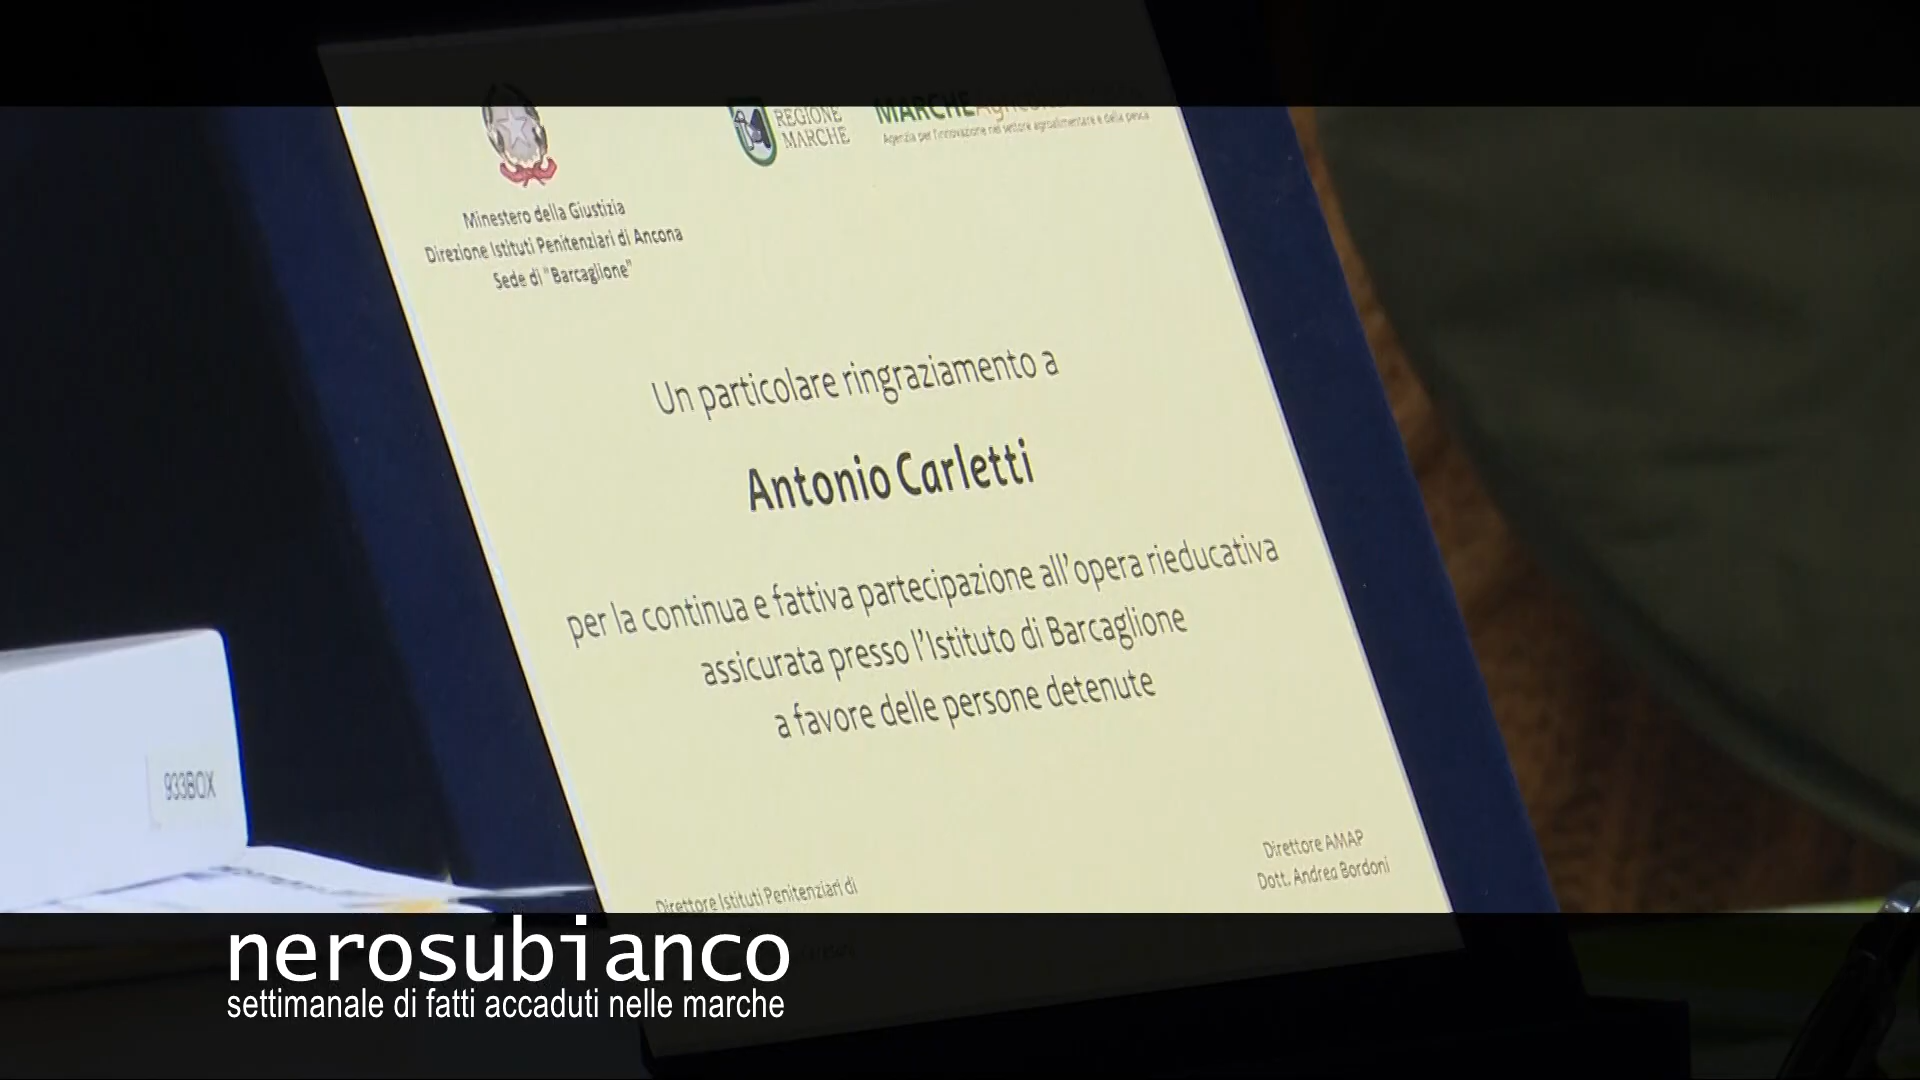 REGIONE
MARCHE
MARCHE
Agenzia per l'innovazione nel settore agroalimentare e della pesca
Minestero della Giustizia
Direzione Istituti Penitenziari di Ancona
Sede di "Barcaglione"
Un particolare ringraziamento a
Antonio Carletti
per la continua e fattiva partecipazione all'opera rieducativa
assicurata presso l'Istituto di Barcaglione
a favore delle persone detenute
Direttore AMAP
Dott. Andrea Bordoni
Direttore Istituti Penitenziari di
933BOX
nerosubianco
settimanale di fatti accaduti nelle marche